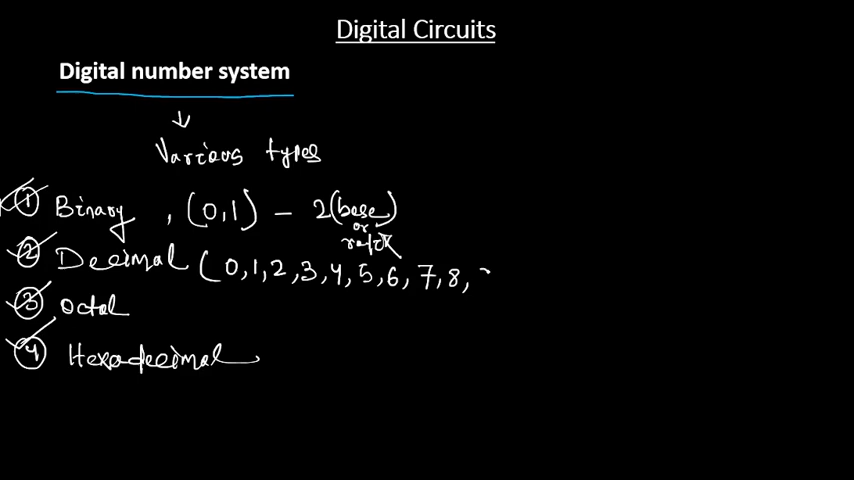 Digital Circuits
Digital number system
Various types
① Binary , (0,1) - 2(base)
or
radix
② Decimal (0,1,2,3,4,5,6,7,8,
③ Octal
④ Hexadecimal